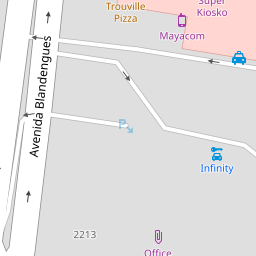 Trouville
Pizza
Super
Kiosko
Mayacom
Avenida Blandengues
P
Infinity
2213
Office